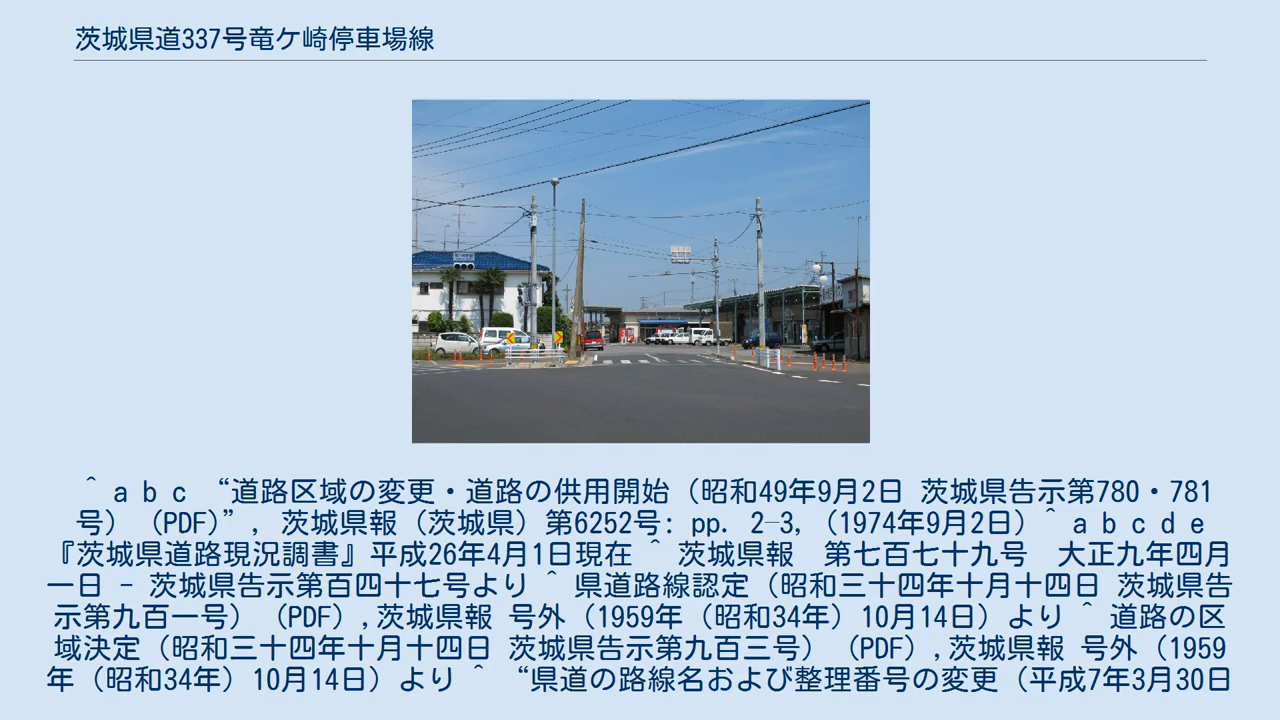 茨城県道337号竜ケ崎停車場線
^ a b c “道路区域の変更・道路の供用開始（昭和49年9月2日 茨城県告示第780・781
号）（PDF)”, 茨城県報（茨城県）第6252号: pp. 2–3,（1974年9月2日）^ a b c d e
『茨城県道路現況調書』平成26年4月1日現在 ^ 茨城県報　第七百七十九号　大正九年四月
一日 - 茨城県告示第百四十七号より ^ 県道路線認定（昭和三十四年十月十四日 茨城県告
示第九百一号）（PDF）,茨城県報 号外（1959年（昭和34年）10月14日）より ^ 道路の区
域決定（昭和三十四年十月十四日 茨城県告示第九百三号）（PDF）,茨城県報 号外（1959
年（昭和34年）10月14日）より ^ “県道の路線名および整理番号の変更（平成7年3月30日